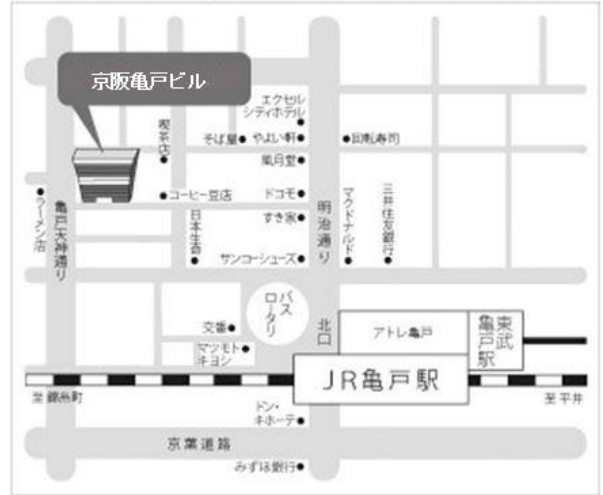 京阪亀戸ビル
エクセル
シティホテル
喫茶店
そば屋
やよい軒
回転寿司
風月堂
ラーメン店
亀戸天神通り
コーヒー豆店
ドコモ
明治通り
マクドナルド
三井住友銀行
日本生命
すき家
サンコーシューズ
バス
ロータリー
北口
アトレ亀戸
東武
亀戸駅
交番
マツモト
キヨシ
JR亀戸駅
至 錦糸町
至 平井
ドン・
キホーテ
京葉道路
みずほ銀行